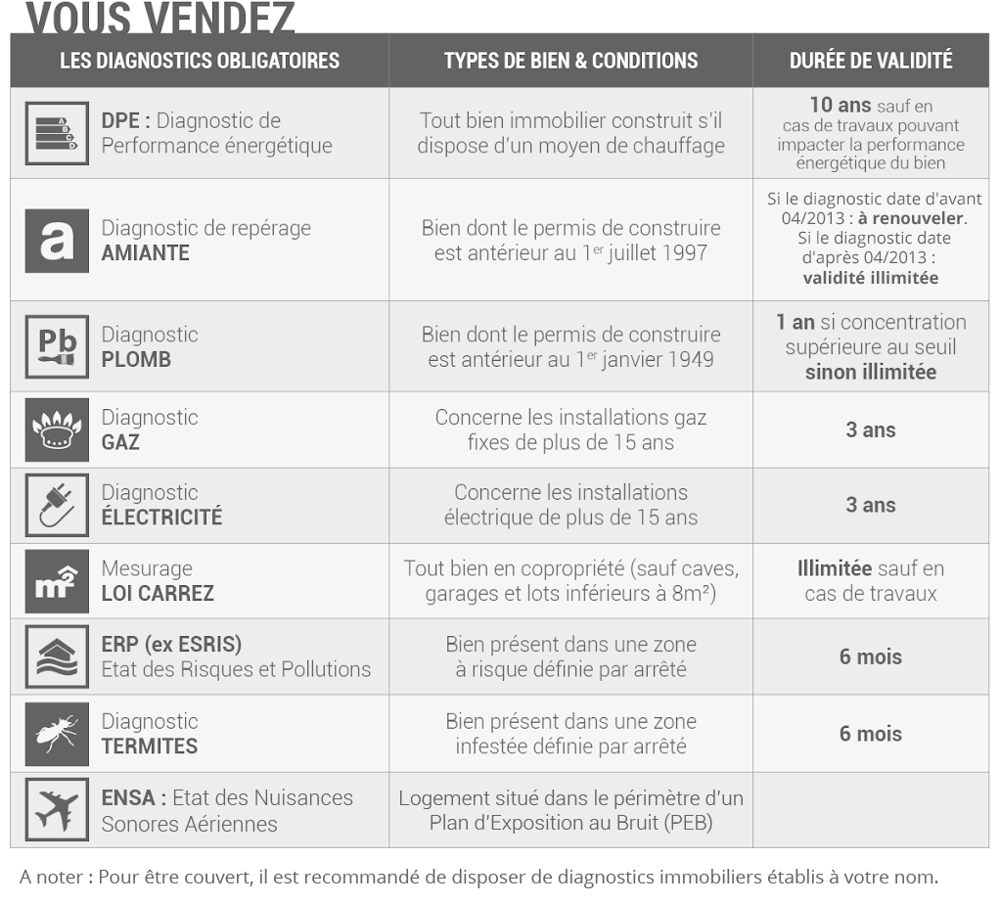 VOUS VENDEZ
LES DIAGNOSTICS OBLIGATOIRES
TYPES DE BIEN & CONDITIONS
DURÉE DE VALIDITÉ
A
B
C
D
DPE : Diagnostic de
Performance énergétique
Tout bien immobilier construit s'il
dispose d'un moyen de chauffage
10 ans sauf en
cas de travaux pouvant
impacter la performance
énergétique du bien
a
Diagnostic de repérage
AMIANTE
Bien dont le permis de construire
est antérieur au 1er juillet 1997
Si le diagnostic date d'avant
04/2013 : à renouveler.
Si le diagnostic date
d'après 04/2013 :
validité illimitée
Pb
Diagnostic
PLOMB
Bien dont le permis de construire
est antérieur au 1er janvier 1949
1 an si concentration
supérieure au seuil
sinon illimitée
Diagnostic
GAZ
Concerne les installations gaz
fixes de plus de 15 ans
3 ans
Diagnostic
ÉLECTRICITÉ
Concerne les installations
électrique de plus de 15 ans
3 ans
m²
Mesurage
LOI CARREZ
Tout bien en copropriété (sauf caves,
garages et lots inférieurs à 8m²)
Illimitée sauf en
cas de travaux
ERP (ex ESRIS)
Etat des Risques et Pollutions
Bien présent dans une zone
à risque définie par arrêté
6 mois
Diagnostic
TERMITES
Bien présent dans une zone
infestée définie par arrêté
6 mois
ENSA : Etat des Nuisances
Sonores Aériennes
Logement situé dans le périmètre d'un
Plan d'Exposition au Bruit (PEB)
A noter : Pour être couvert, il est recommandé de disposer de diagnostics immobiliers établis à votre nom.